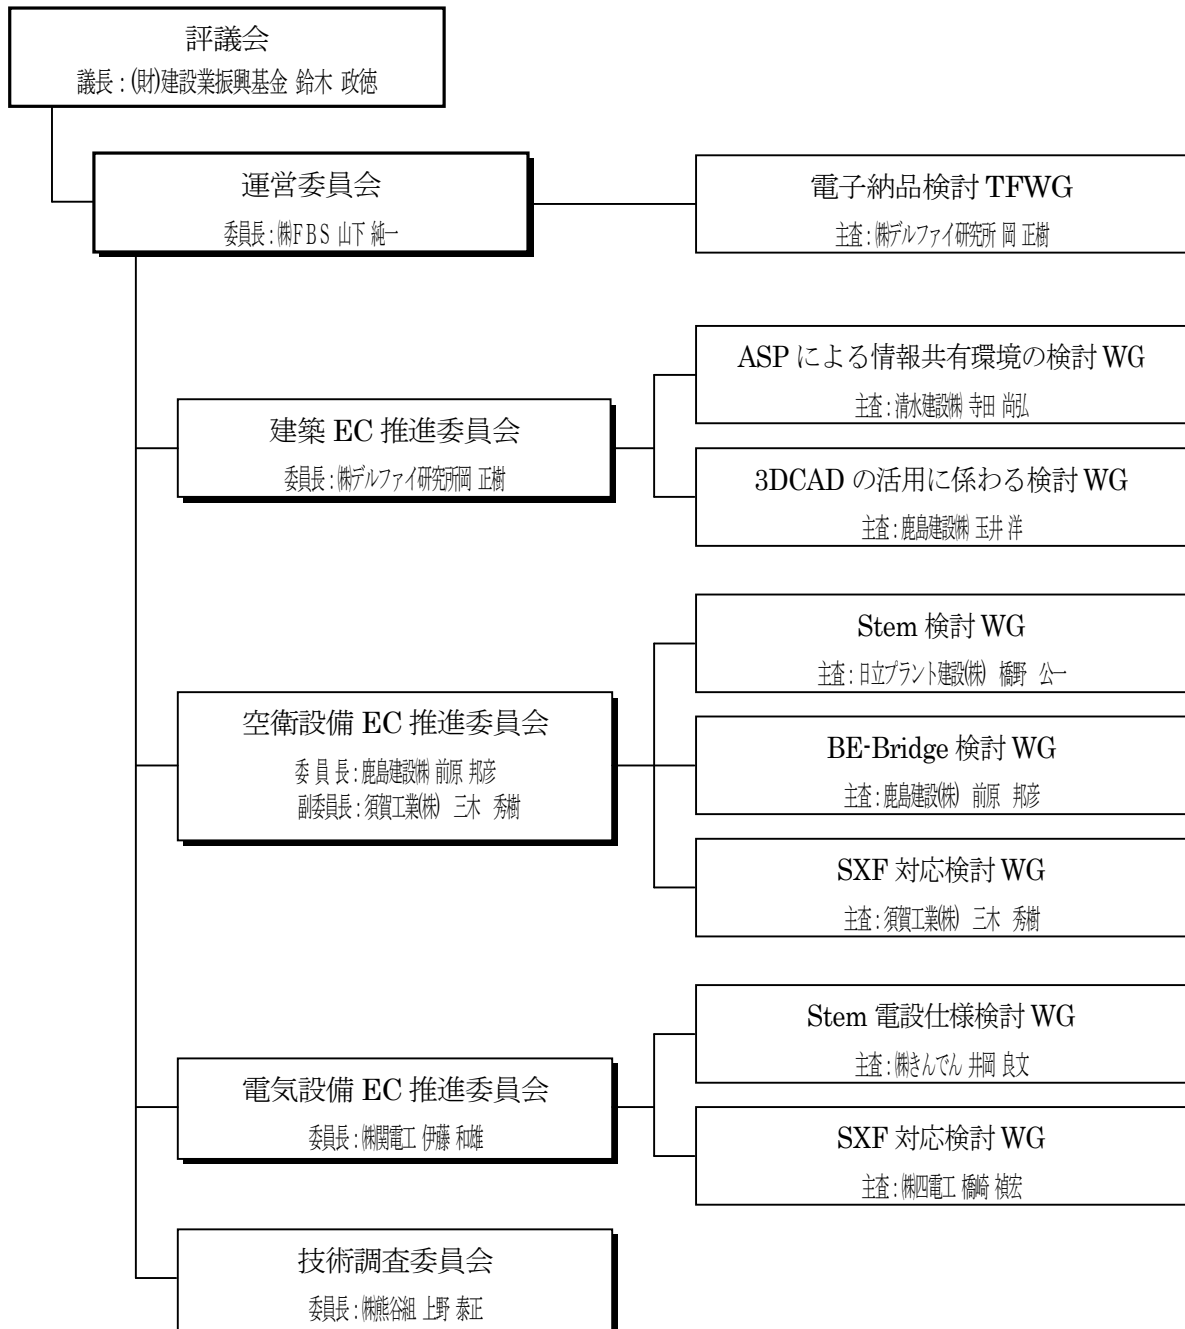 評議会
議長：(財)建設業振興基金 鈴木 政徳
運営委員会
委員長：㈱ＦＢＳ 山下 純一
電子納品検討 TFWG
主査：㈱デルファイ研究所 岡 正樹
建築 EC 推進委員会
委員長：㈱デルファイ研究所岡 正樹
ASP による情報共有環境の検討 WG
主査：清水建設㈱ 寺田 尚弘
3DCAD の活用に係わる検討 WG
主査：鹿島建設㈱ 玉井 洋
空衛設備 EC 推進委員会
委 員 長：鹿島建設㈱ 前原 邦彦
副委員長：須賀工業(株)　三木　秀樹
Stem 検討 WG
主査：日立プラント建設(株)　橋野　公一
BE-Bridge 検討 WG
主査：鹿島建設(株)　前原　邦彦
SXF 対応検討 WG
主査：須賀工業(株)　三木　秀樹
電気設備 EC 推進委員会
委員長：㈱関電工 伊藤 和雄
Stem 電設仕様検討 WG
主査：㈱きんでん 井岡 良文
SXF 対応検討 WG
主査：㈱四電工 橋崎 禎宏
技術調査委員会
委員長：㈱熊谷組 上野 泰正